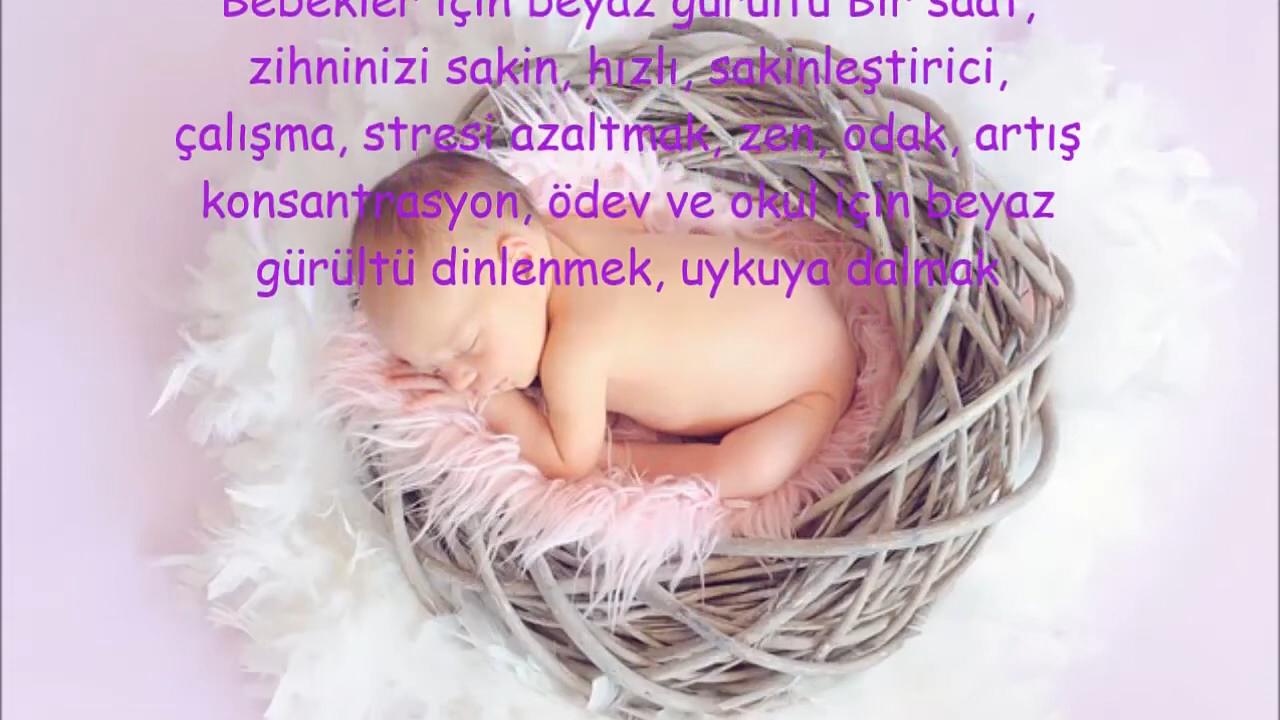 Bebekler için beyaz gürültü Bir saat,
zihninizi sakin, hızlı, sakinleştirici,
çalışma, stresi azaltmak, zen, odak, artış
konsantrasyon, ödev ve okul için beyaz
gürültü dinlenmek, uykuya dalmak